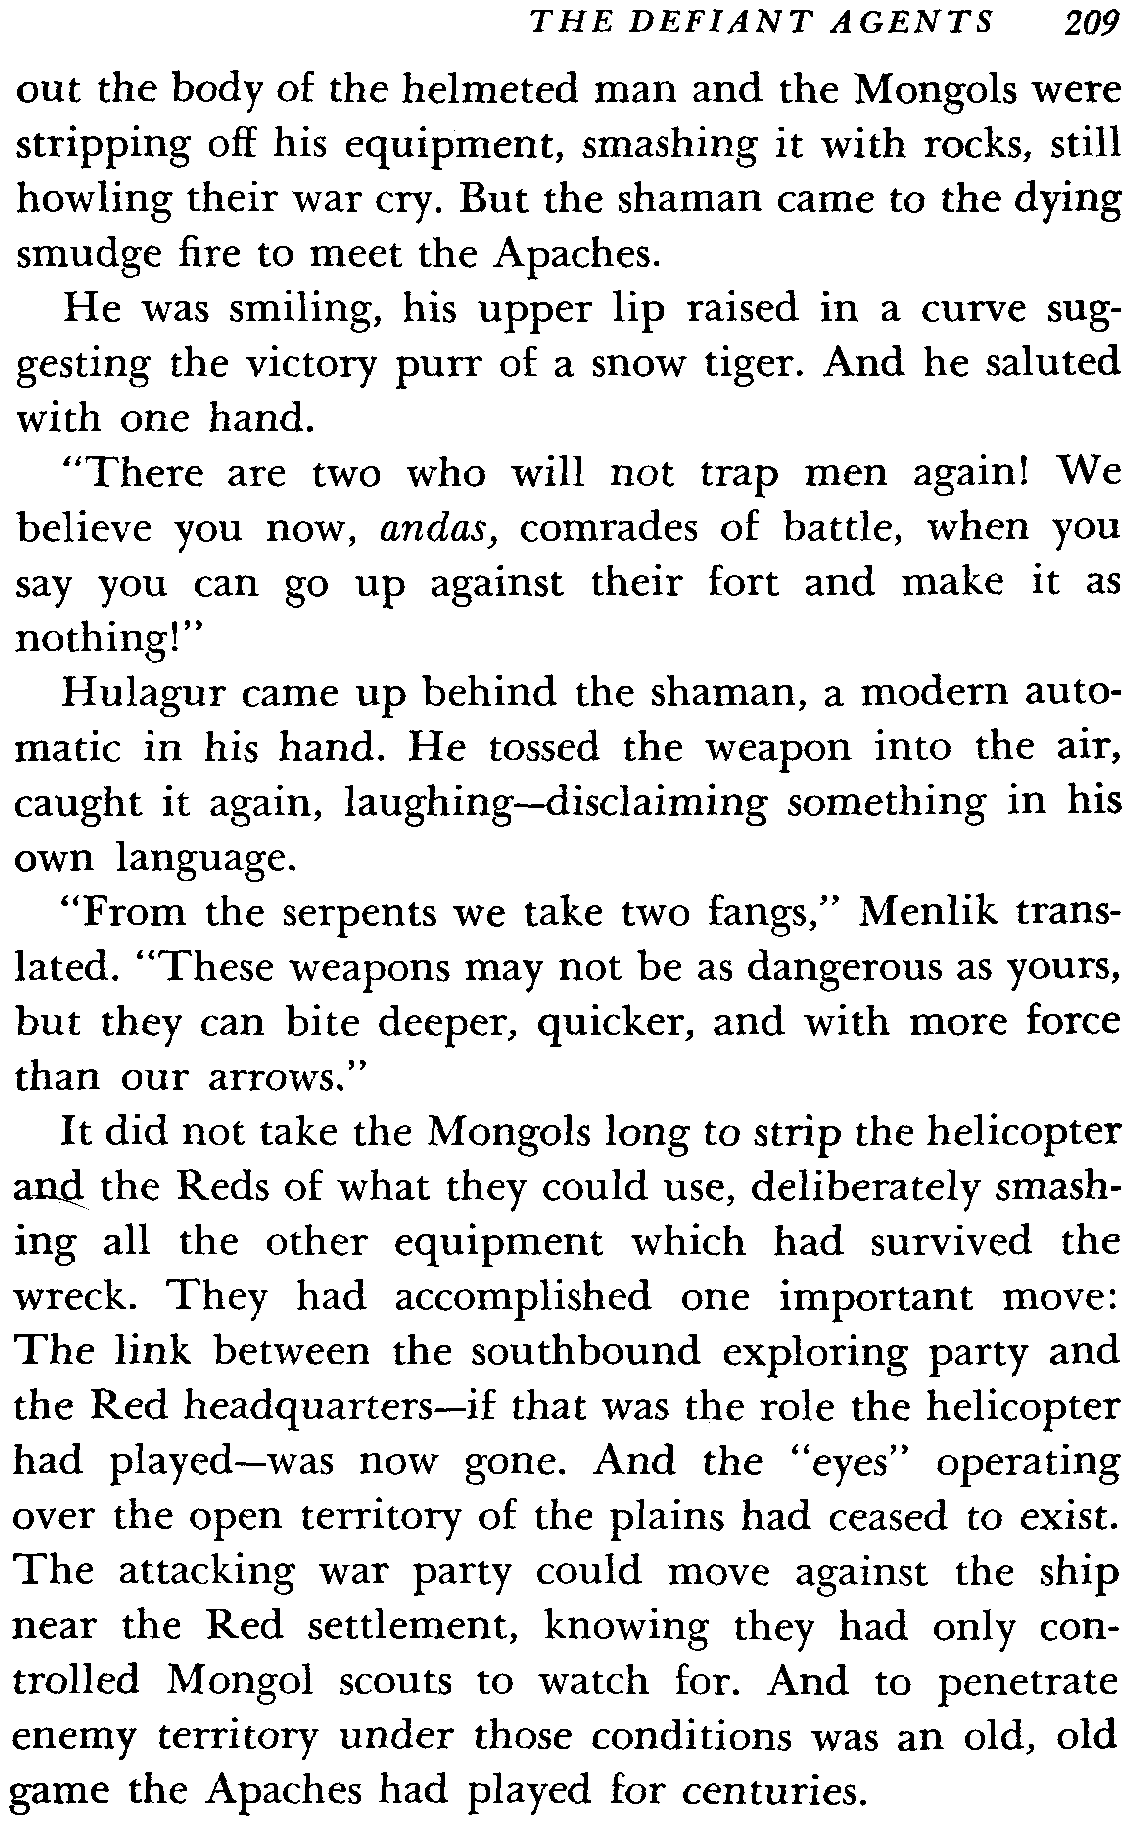 THE DEFIANT AGENTS 209
out the body of the helmeted man and the Mongols were
stripping off his equipment, smashing it with rocks, still
howling their war cry. But the shaman came to the dying
smudge fire to meet the Apaches.
He was smiling, his upper lip raised in a curve sug-
gesting the victory purr of a snow tiger. And he saluted
with one hand.
“There are two who will not trap men again! We
believe you now, andas, comrades of battle, when you
say you can go up against their fort and make it as
nothing!”
Hulagur came up behind the shaman, a modern auto-
matic in his hand. He tossed the weapon into the air,
caught it again, laughing—disclaiming something in his
own language.
“From the serpents we take two fangs,” Menlik trans-
lated. “These weapons may not be as dangerous as yours,
but they can bite deeper, quicker, and with more force
than our arrows.”
It did not take the Mongols long to strip the helicopter
and the Reds of what they could use, deliberately smash-
ing all the other equipment which had survived the
wreck. They had accomplished one important move:
The link between the southbound exploring party and
the Red headquarters—if that was the role the helicopter
had played—was now gone. And the “eyes” operating
over the open territory of the plains had ceased to exist.
The attacking war party could move against the ship
near the Red settlement, knowing they had only con-
trolled Mongol scouts to watch for. And to penetrate
enemy territory under those conditions was an old, old
game the Apaches had played for centuries.